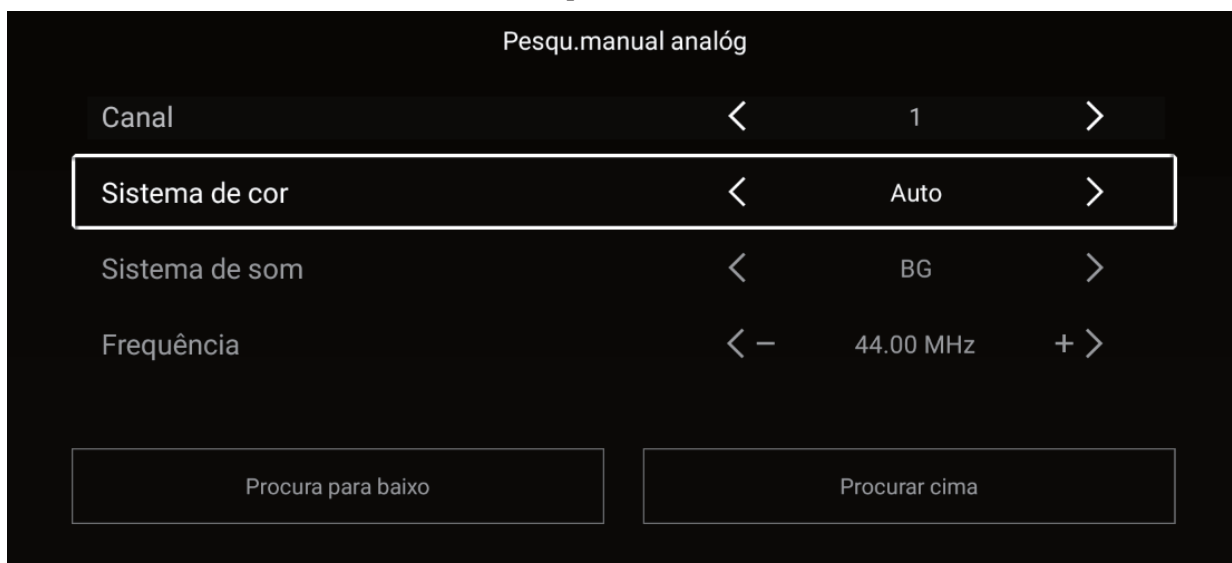 Pesqu.manual analóg
Canal < 1 >
Sistema de cor < Auto >
Sistema de som < BG >
Frequência < − 44.00 MHz + >
Procura para baixo Procurar cima